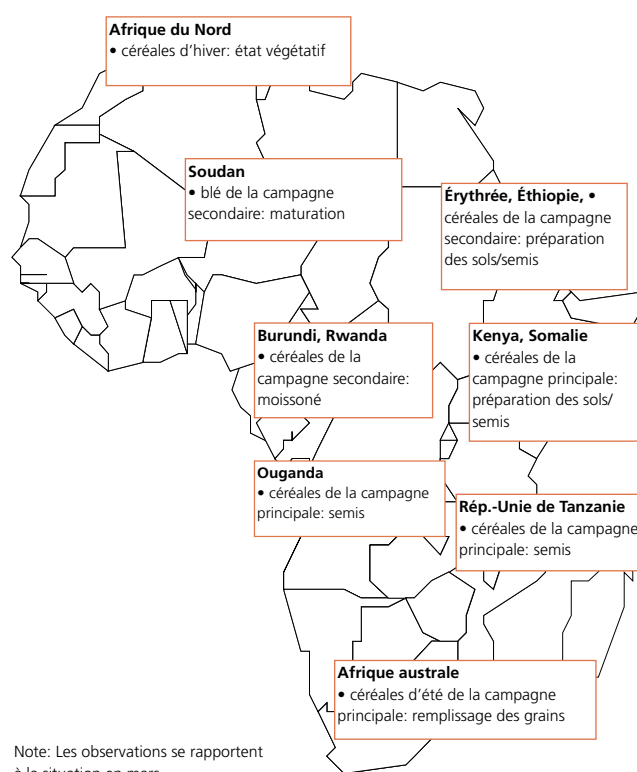 Afrique du Nord
• céréales d'hiver: état végétatif
Soudan
• blé de la campagne
secondaire: maturation
Érythrée, Éthiopie, •
céréales de la campagne
secondaire: préparation
des sols/semis
Burundi, Rwanda
• céréales de la
campagne secondaire:
moissoné
Kenya, Somalie
• céréales de la
campagne principale:
préparation des sols/
semis
Ouganda
• céréales de la campagne
principale: semis
Rép.-Unie de Tanzanie
• céréales de la campagne
principale: semis
Afrique australe
• céréales d'été de la campagne
principale: remplissage des grains
Note: Les observations se rapportent
à la situation en mars